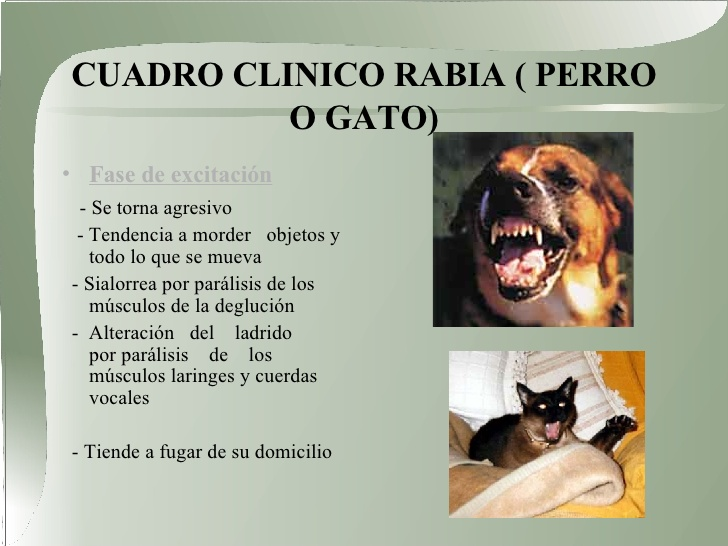 CUADRO CLINICO RABIA ( PERRO
O GATO)
• Fase de excitación
- Se torna agresivo
- Tendencia a morder objetos y
todo lo que se mueva
- Sialorrea por parálisis de los
músculos de la deglución
- Alteración del ladrido
por parálisis de los
músculos laringes y cuerdas
vocales
- Tiende a fugar de su domicilio